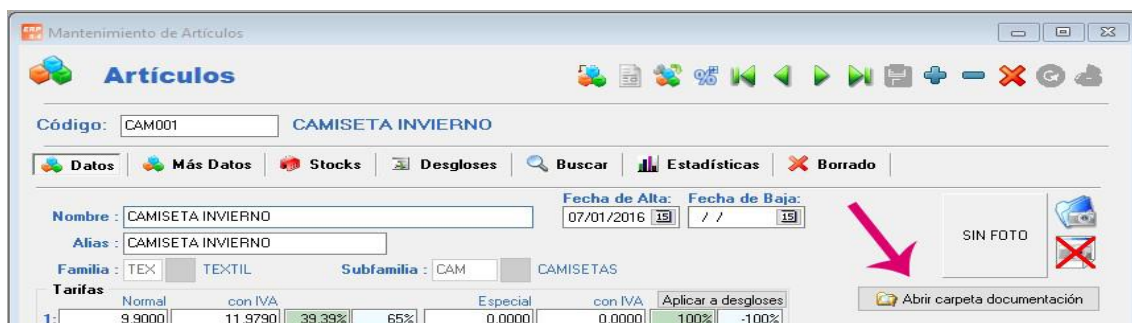 Mantenimiento de Artículos
Artículos
Código: CAM001 CAMISETA INVIERNO
Datos Más Datos Stocks Desgloses Buscar Estadísticas Borrado
Fecha de Alta: Fecha de Baja:
Nombre : CAMISETA INVIERNO 07/01/2016 15 / / 15
SIN FOTO
Alias : CAMISETA INVIERNO
Familia : TEX TEXTIL Subfamilia : CAM CAMISETAS
Tarifas
Normal con IVA Especial con IVA Aplicar a desgloses
Abrir carpeta documentación
1: 9.9000 11.9790 39.39% 65% 0.0000 0.0000 100% -100%